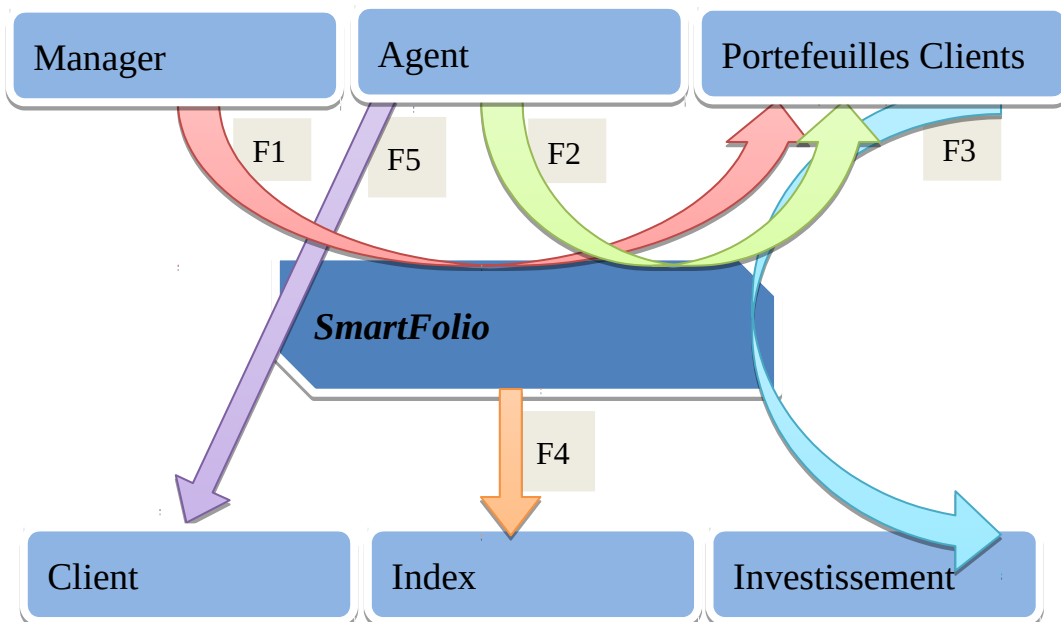 Manager
Agent
Portefeuilles Clients
F1
F5
F2
F3
SmartFolio
F4
Client
Index
Investissement